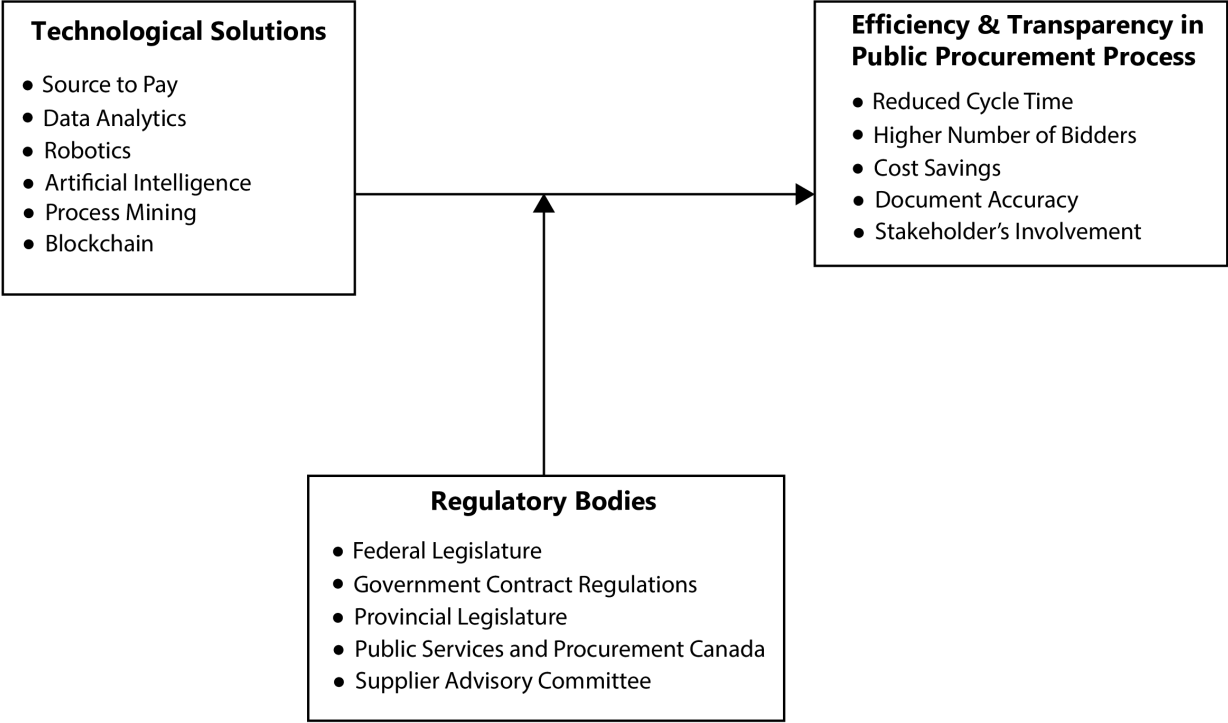 Technological Solutions
● Source to Pay
● Data Analytics
● Robotics
● Artificial Intelligence
● Process Mining
● Blockchain
Efficiency & Transparency in
Public Procurement Process
● Reduced Cycle Time
● Higher Number of Bidders
● Cost Savings
● Document Accuracy
● Stakeholder’s Involvement
Regulatory Bodies
● Federal Legislature
● Government Contract Regulations
● Provincial Legislature
● Public Services and Procurement Canada
● Supplier Advisory Committee